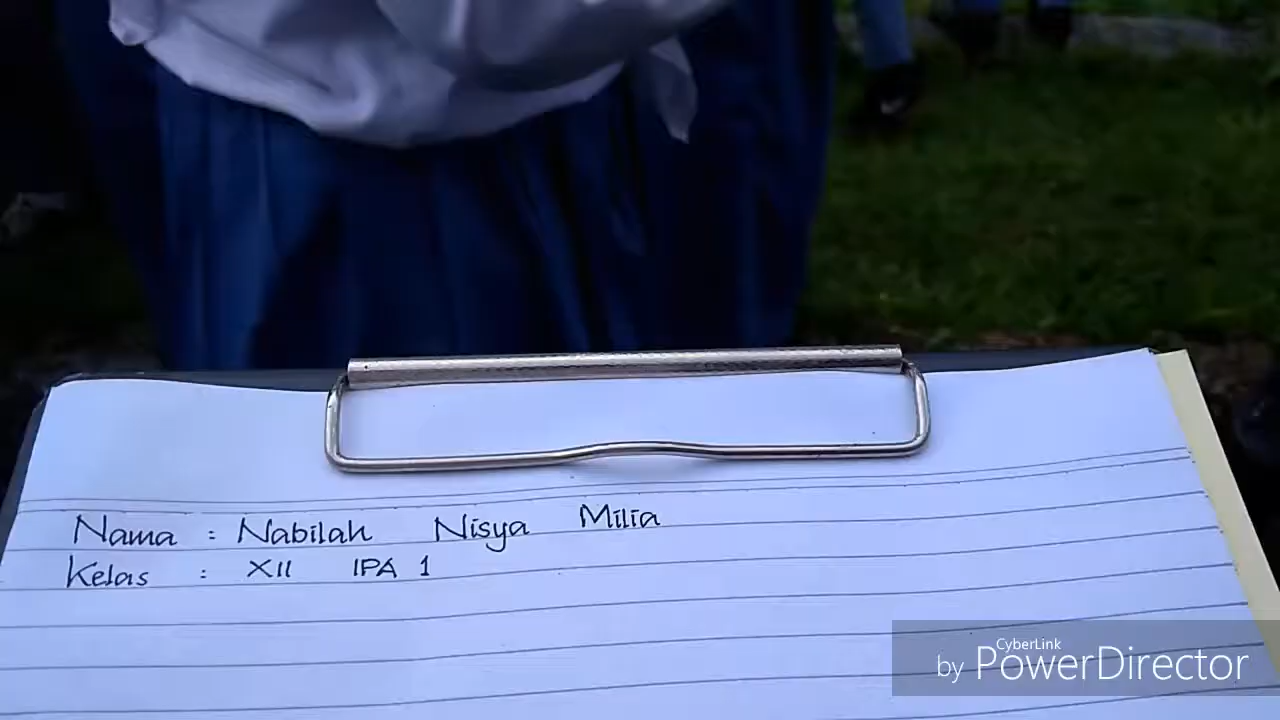 Nama : Nabilah Nisya Milia
Kelas : XII IPA 1
CyberLink
by PowerDirector